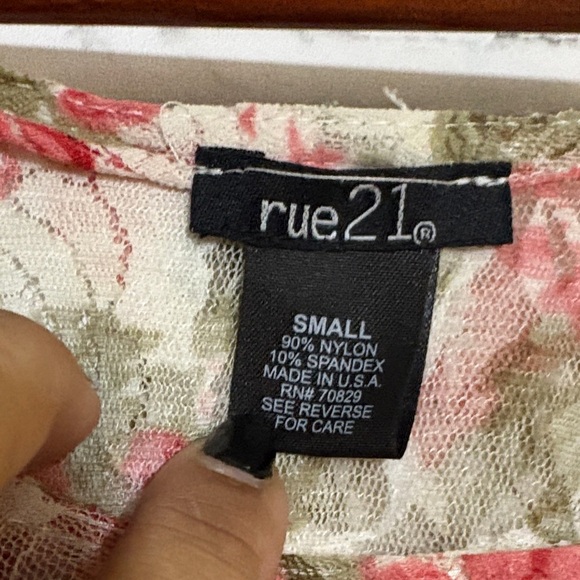 rue21®
SMALL
90% NYLON
10% SPANDEX
MADE IN U.S.A.
RN# 70829
SEE REVERSE
FOR CARE